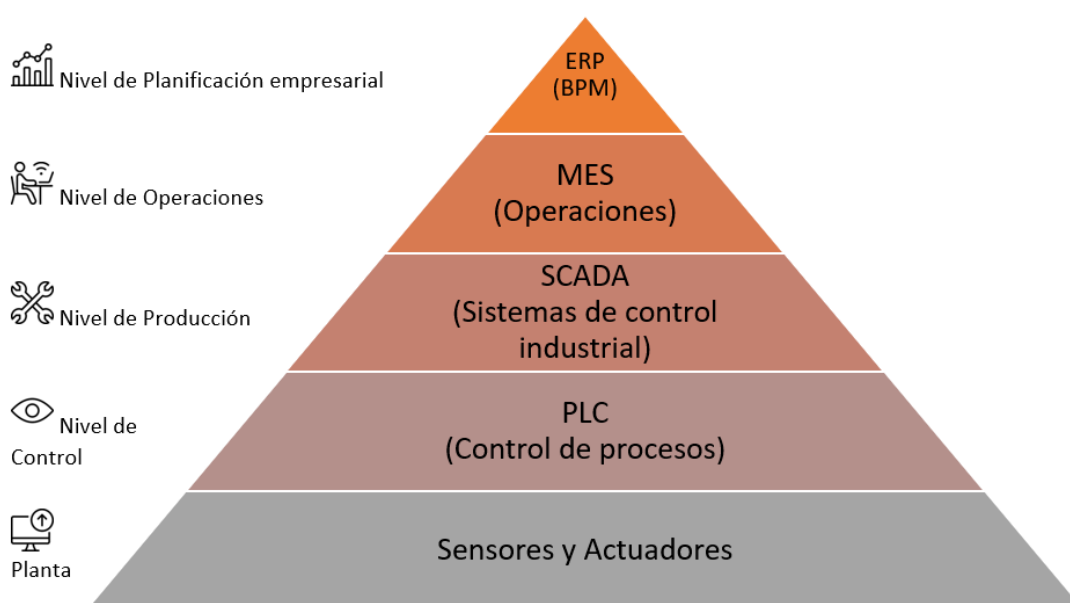 Nivel de Planificación empresarial
ERP
(BPM)
Nivel de Operaciones
MES
(Operaciones)
Nivel de Producción
SCADA
(Sistemas de control
industrial)
Nivel de
Control
PLC
(Control de procesos)
Planta
Sensores y Actuadores